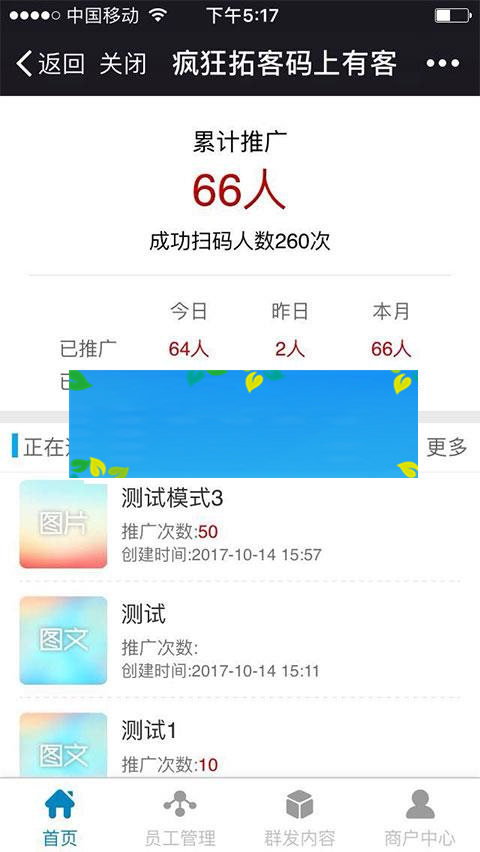 中国移动 下午5:17
返回 关闭 疯狂拓客码上有客
累计推广
66人
成功扫码人数260次
今日 昨日 本月
已推广 64人 2人 66人
已
正在 更多
图片
测试模式3
推广次数:50
创建时间:2017-10-14 15:57
图文
测试
推广次数:
创建时间:2017-10-14 15:11
图文
测试1
推广次数:10
首页 员工管理 群发内容 商户中心